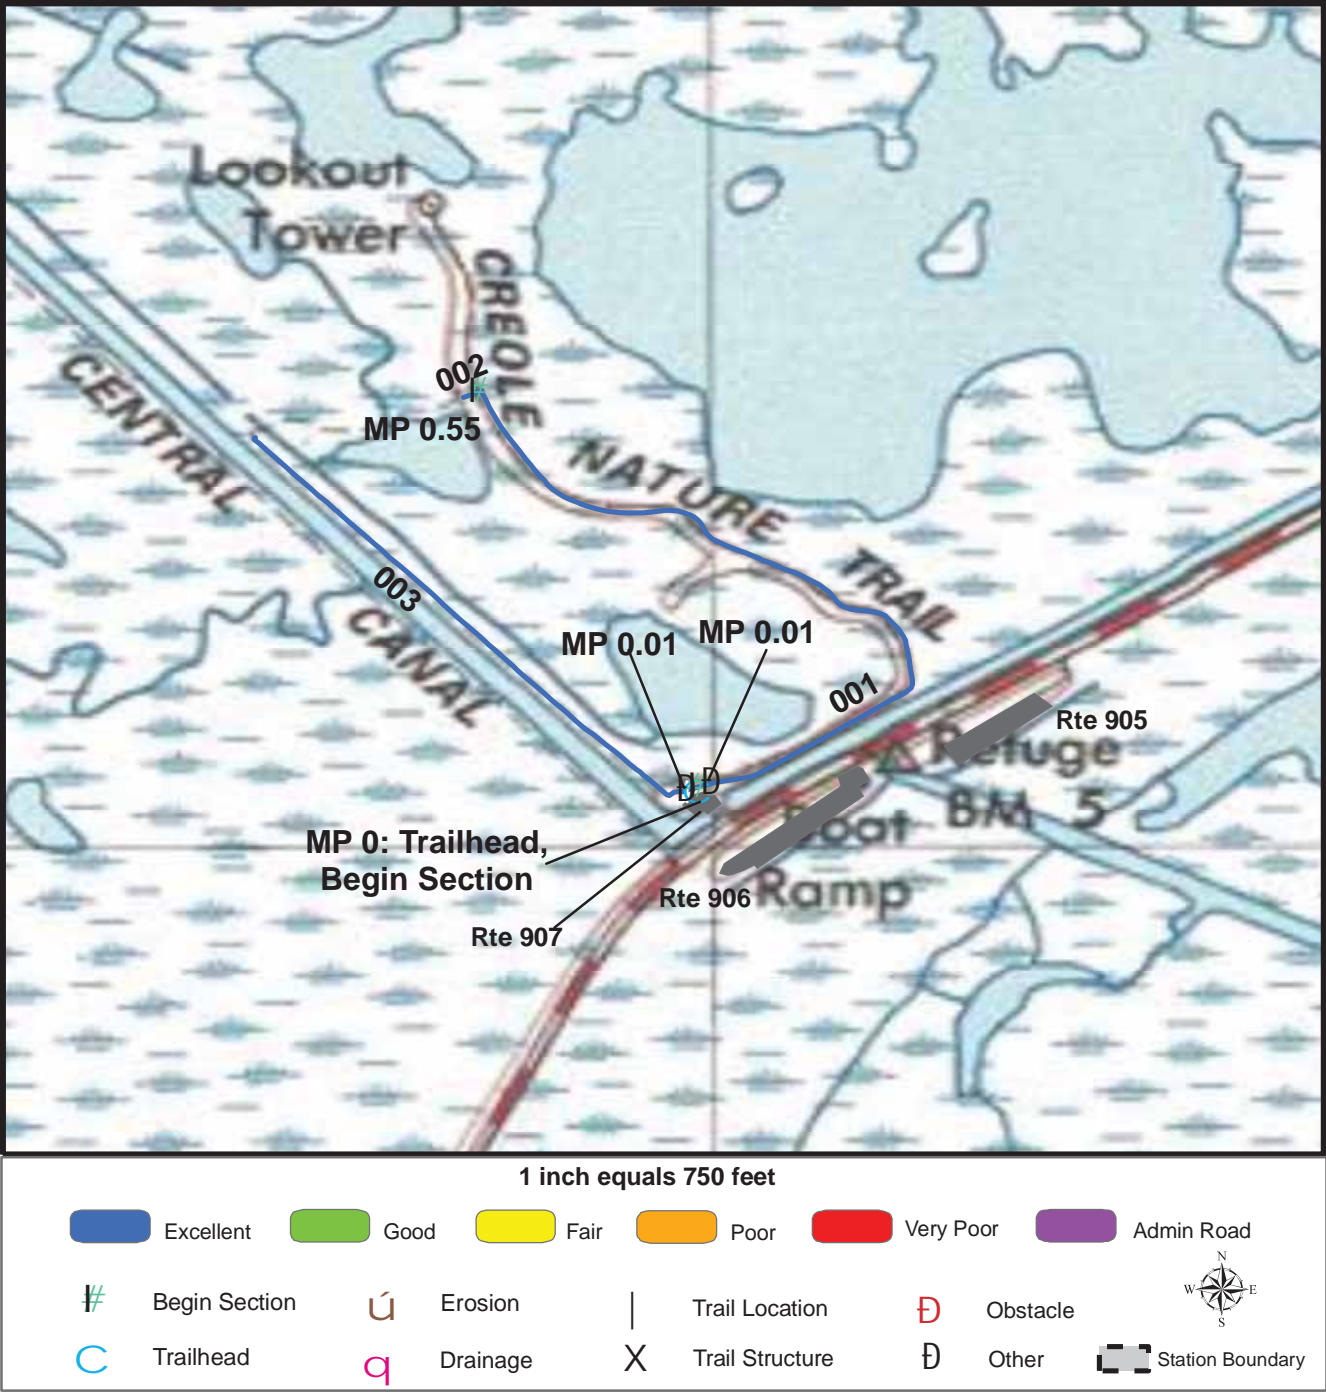 Lookout
Tower
CREOLE
002
MP 0.55
NATURE
TRAIL
CENTRAL
CANAL
003
MP 0.01
MP 0.01
001
Rte 905
Refuge
BM 5
Boat
Ramp
Đ
Đ
MP 0: Trailhead,
Begin Section
Rte 906
Rte 907
1 inch equals 750 feet
Excellent
Good
Fair
Poor
Very Poor
Admin Road
# Begin Section
ú Erosion
| Trail Location
Đ Obstacle
C Trailhead
q Drainage
X Trail Structure
Đ Other
Station Boundary
N
W E
S